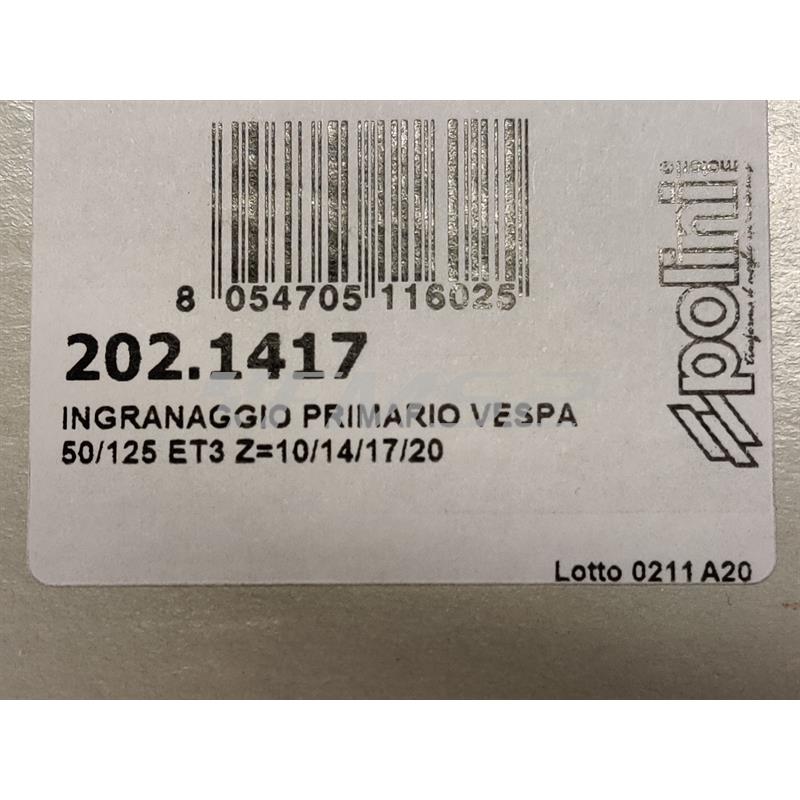 8 054705 116025
202.1417
INGRANAGGIO PRIMARIO VESPA
50/125 ET3 Z=10/14/17/20
Lotto 0211 A20
polini